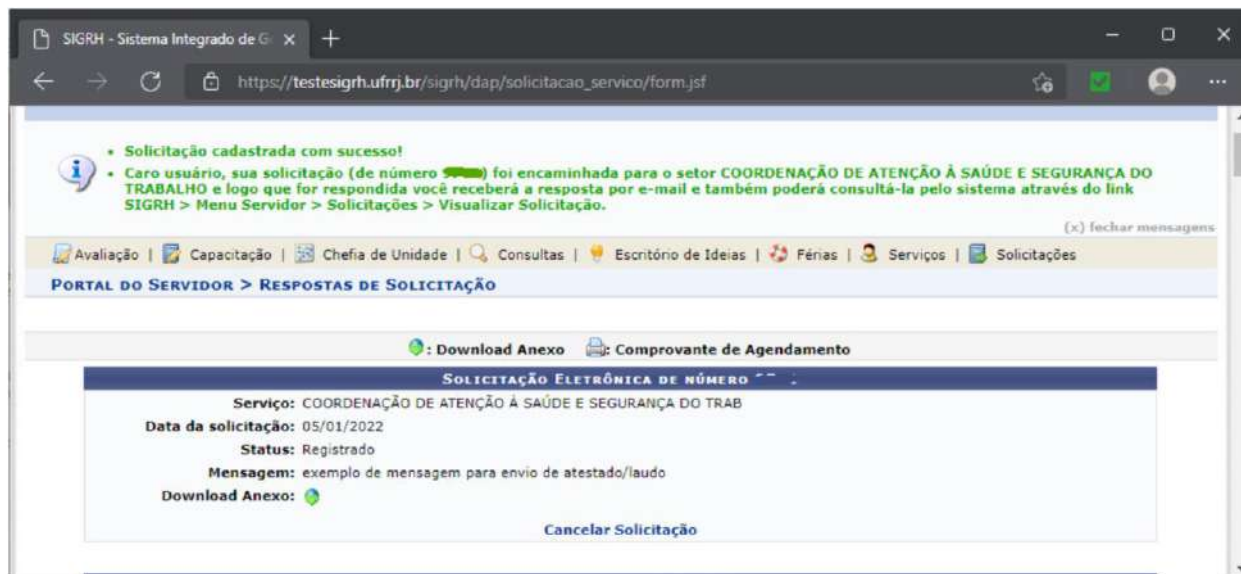 SIGRH - Sistema Integrado de G
https://testesigrh.ufrrj.br/sigrh/dap/solicitacao_servico/form.jsf
• Solicitação cadastrada com sucesso!
• Caro usuário, sua solicitação (de número ) foi encaminhada para o setor COORDENAÇÃO DE ATENÇÃO À SAÚDE E SEGURANÇA DO
TRABALHO e logo que for respondida você receberá a resposta por e-mail e também poderá consultá-la pelo sistema através do link
SIGRH > Menu Servidor > Solicitações > Visualizar Solicitação.
(x) fechar mensagens
Avaliação | Capacitação | Chefia de Unidade | Consultas | Escritório de Ideias | Férias | Serviços | Solicitações
PORTAL DO SERVIDOR > RESPOSTAS DE SOLICITAÇÃO
: Download Anexo : Comprovante de Agendamento
SOLICITAÇÃO ELETRÔNICA DE NÚMERO
Serviço: COORDENAÇÃO DE ATENÇÃO À SAÚDE E SEGURANÇA DO TRAB
Data da solicitação: 05/01/2022
Status: Registrado
Mensagem: exemplo de mensagem para envio de atestado/laudo
Download Anexo:
Cancelar Solicitação